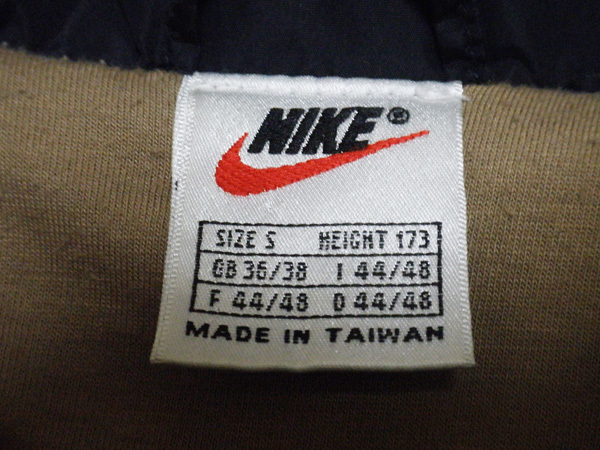 NIKE®
SIZE S HEIGHT 173
GB 36/38 I 44/48
F 44/48 D 44/48
MADE IN TAIWAN